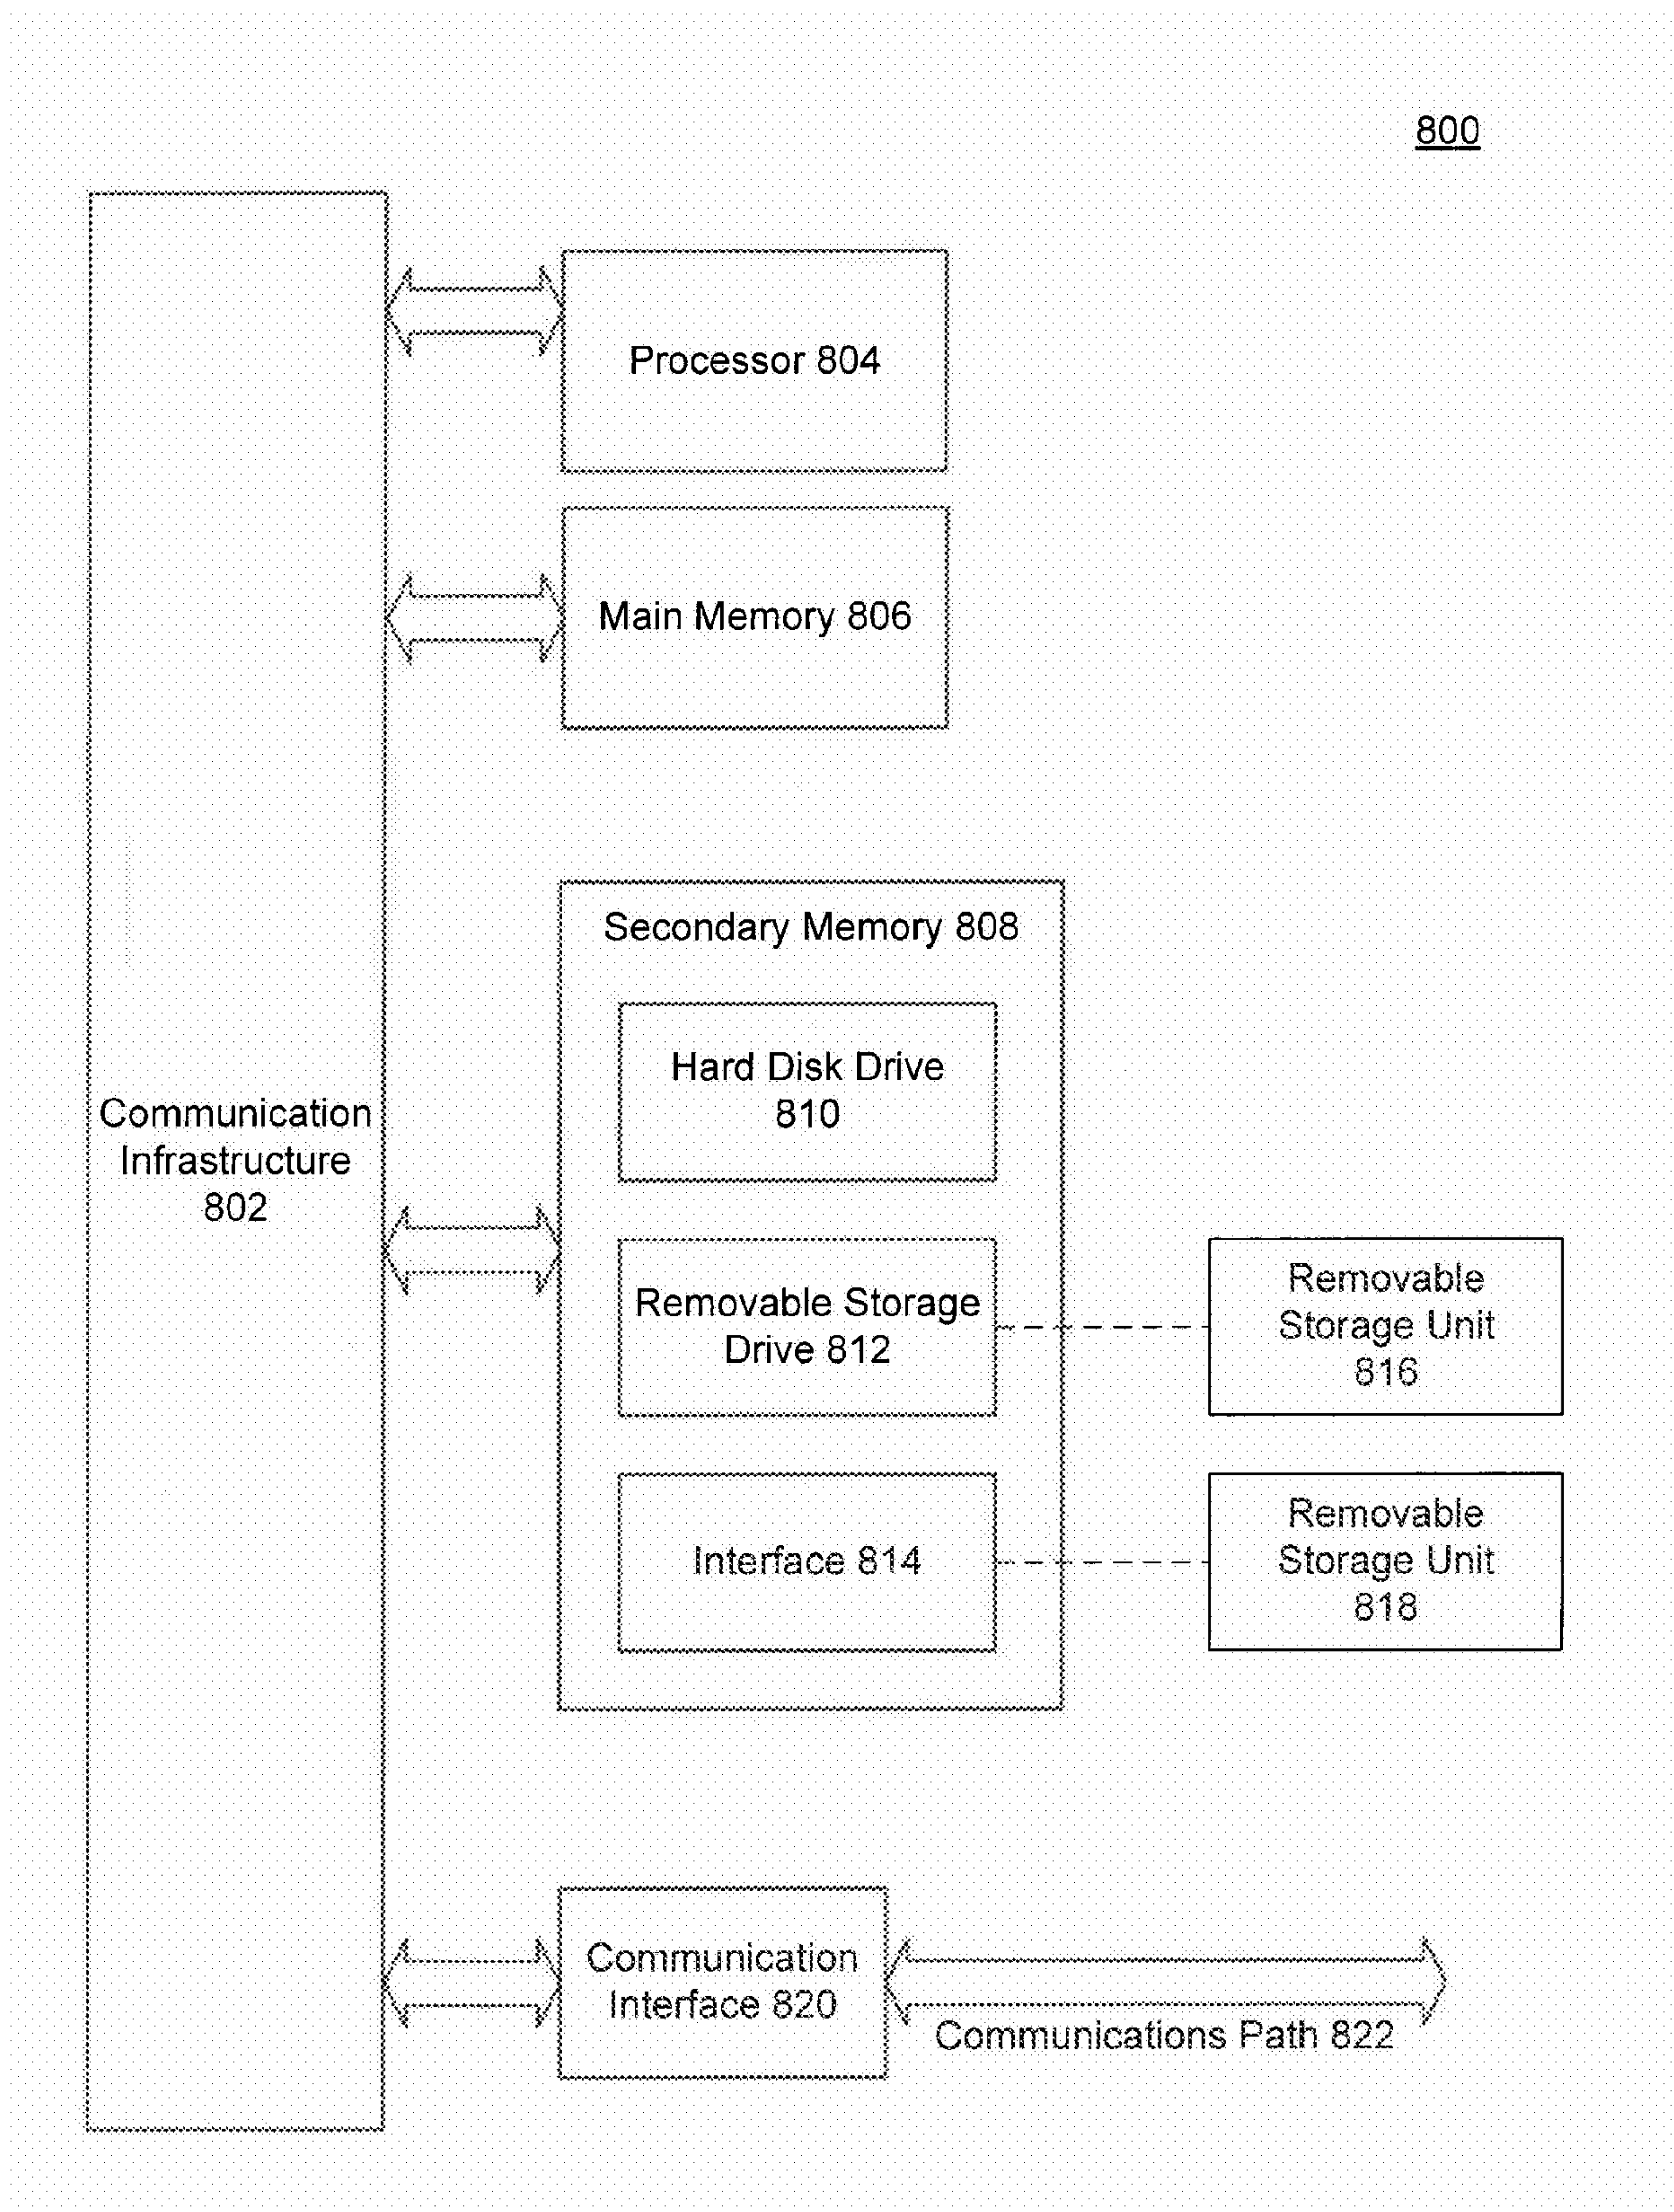 800
Processor 804
Main Memory 806
Secondary Memory 808
Hard Disk Drive
810
Communication
Infrastructure
802
Removable Storage
Drive 812
Removable
Storage Unit
816
Interface 814
Removable
Storage Unit
818
Communication
Interface 820
Communications Path 822